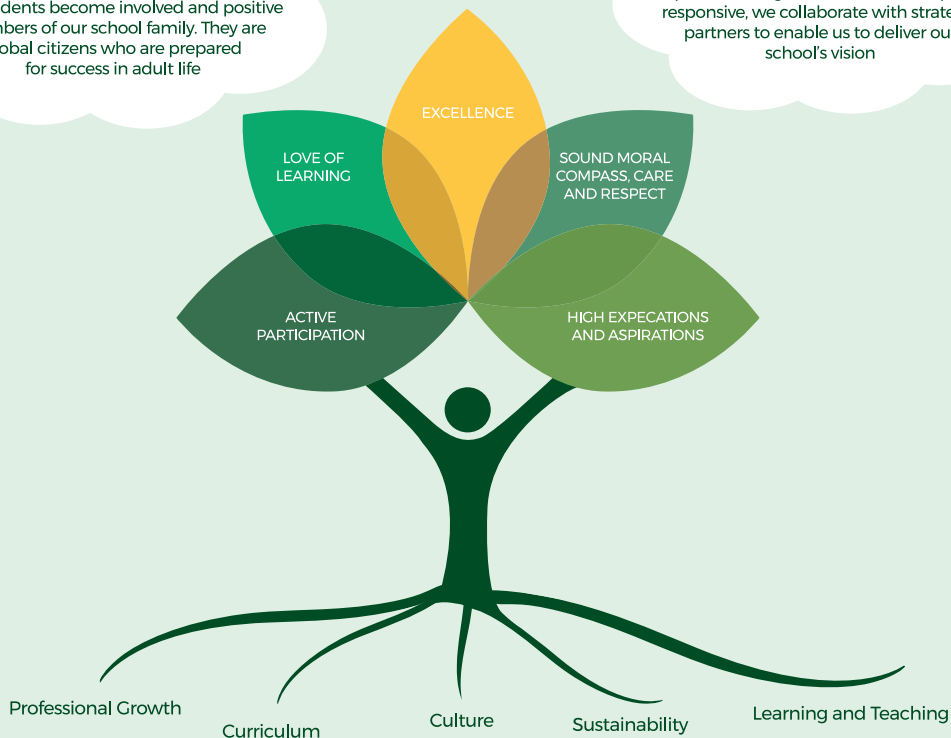 dents become involved and positive
bers of our school family. They are
obal citizens who are prepared
for success in adult life
responsive, we collaborate with strate
partners to enable us to deliver ou
school's vision
EXCELLENCE
LOVE OF
LEARNING
SOUND MORAL
COMPASS, CARE
AND RESPECT
ACTIVE
PARTICIPATION
HIGH EXPECATIONS
AND ASPIRATIONS
Professional Growth
Curriculum
Culture
Sustainability
Learning and Teaching